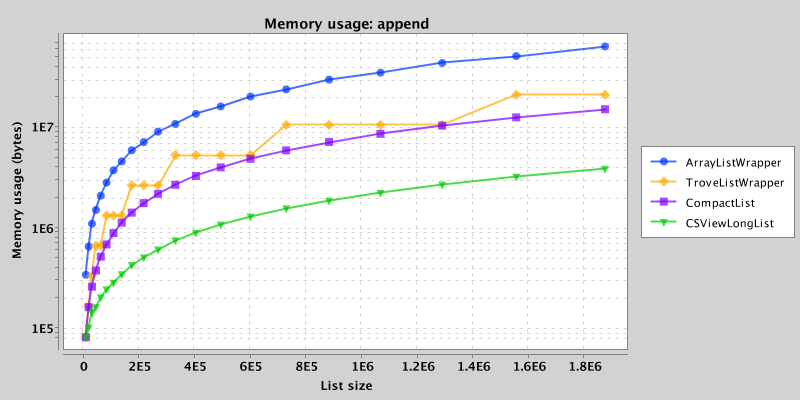 Memory usage: append
Memory usage (bytes)
1E7
1E6
1E5
0 2E5 4E5 6E5 8E5 1E6 1.2E6 1.4E6 1.6E6 1.8E6
List size
ArrayListWrapper
TroveListWrapper
CompactList
CSViewLongList